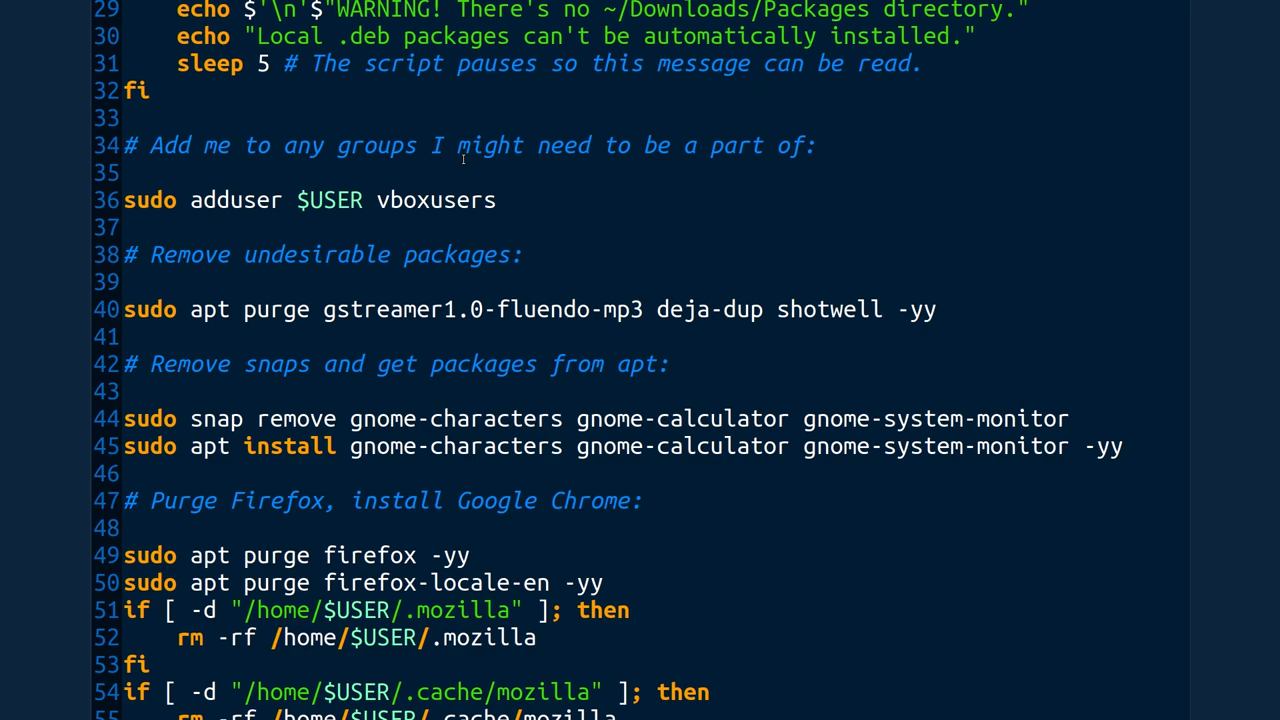 29 echo $'\n'$"WARNING! There's no ~/Downloads/Packages directory."
30 echo "Local .deb packages can't be automatically installed."
31 sleep 5 # The script pauses so this message can be read.
32 fi
33
34 # Add me to any groups I might need to be a part of:
35
36 sudo adduser $USER vboxusers
37
38 # Remove undesirable packages:
39
40 sudo apt purge gstreamer1.0-fluendo-mp3 deja-dup shotwell -yy
41
42 # Remove snaps and get packages from apt:
43
44 sudo snap remove gnome-characters gnome-calculator gnome-system-monitor
45 sudo apt install gnome-characters gnome-calculator gnome-system-monitor -yy
46
47 # Purge Firefox, install Google Chrome:
48
49 sudo apt purge firefox -yy
50 sudo apt purge firefox-locale-en -yy
51 if [ -d "/home/$USER/.mozilla" ]; then
52 rm -rf /home/$USER/.mozilla
53 fi
54 if [ -d "/home/$USER/.cache/mozilla" ]; then
55 rm -rf /home/$USER/.cache/mozilla